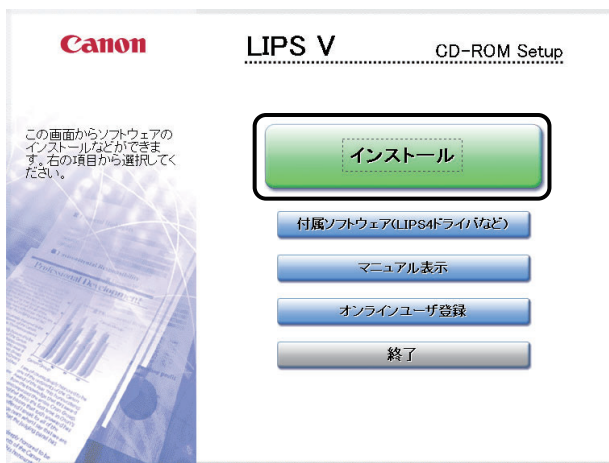 Canon
LIPS V
CD-ROM Setup
この画面からソフトウェアの
インストールなどができま
す。右の項目から選択してく
ださい。
インストール
付属ソフトウェア(LIPS4ドライバなど)
マニュアル表示
オンラインユーザ登録
終了
Professional Development